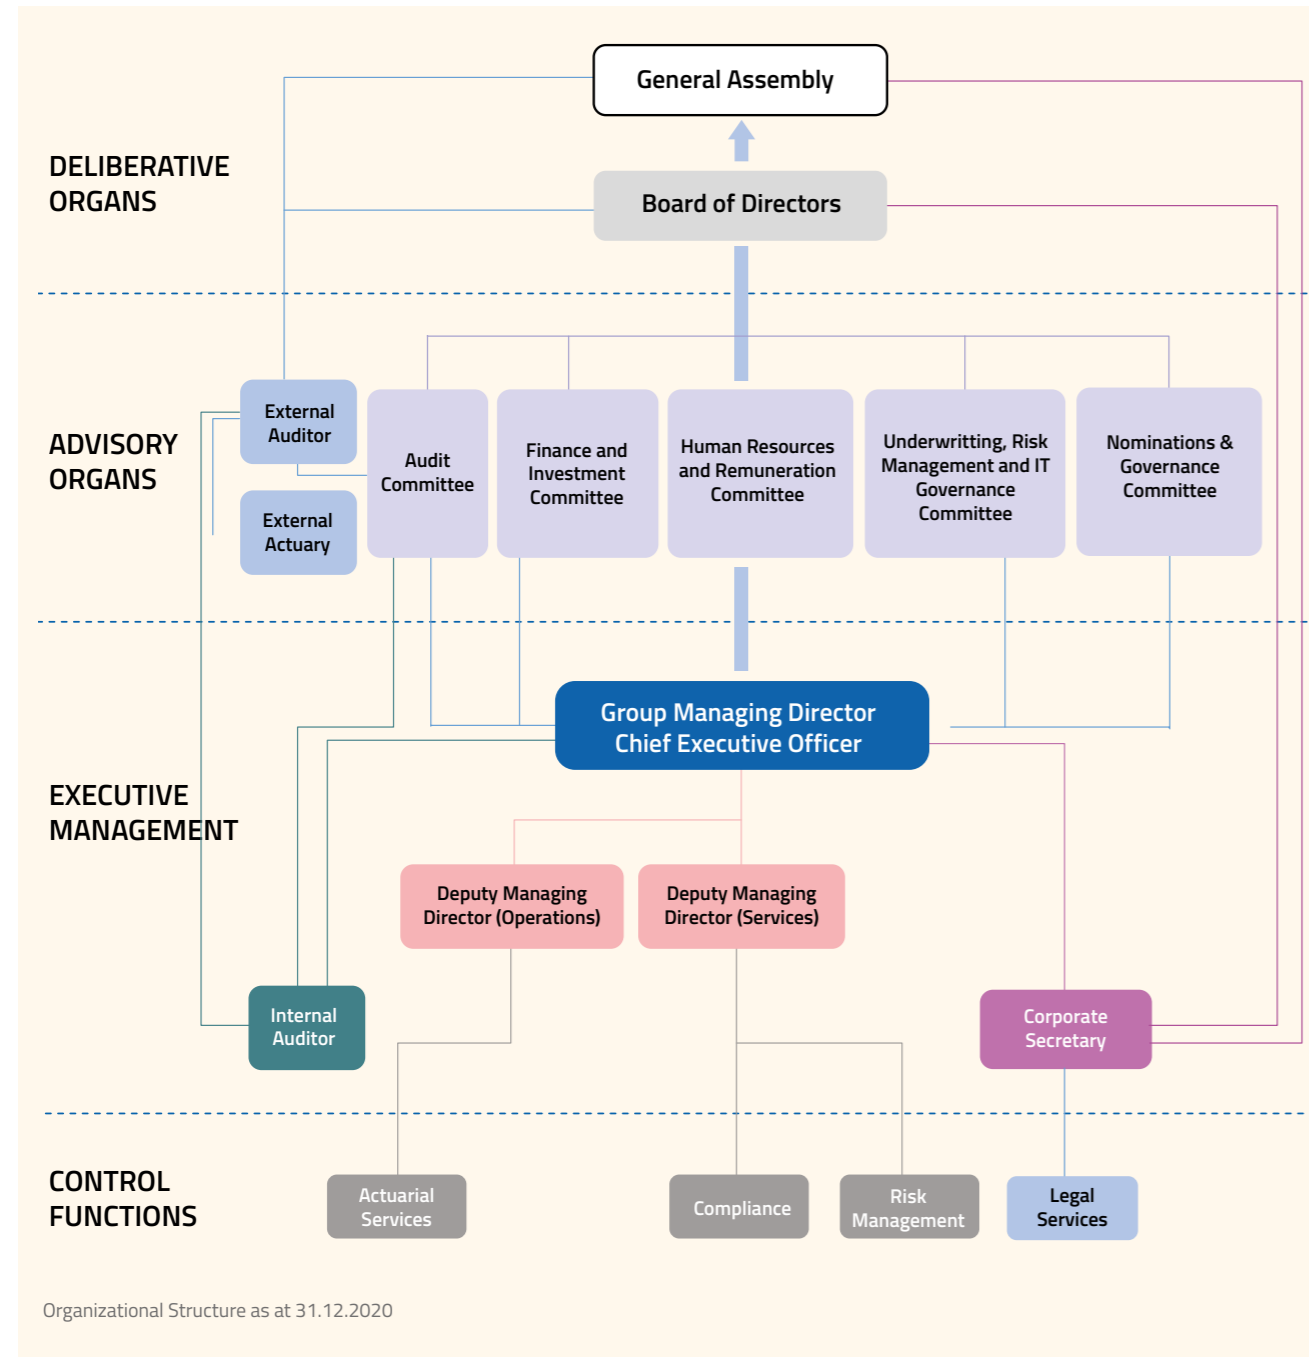 General Assembly
DELIBERATIVE
ORGANS
Board of Directors
ADVISORY
ORGANS
External
Auditor
External
Actuary
Audit
Committee
Finance and
Investment
Committee
Human Resources
and Remuneration
Committee
Underwritting, Risk
Management and IT
Governance
Committee
Nominations &
Governance
Committee
EXECUTIVE
MANAGEMENT
Group Managing Director
Chief Executive Officer
Deputy Managing
Director (Operations)
Deputy Managing
Director (Services)
Internal
Auditor
Corporate
Secretary
CONTROL
FUNCTIONS
Actuarial
Services
Compliance
Risk
Management
Legal
Services
Organizational Structure as at 31.12.2020